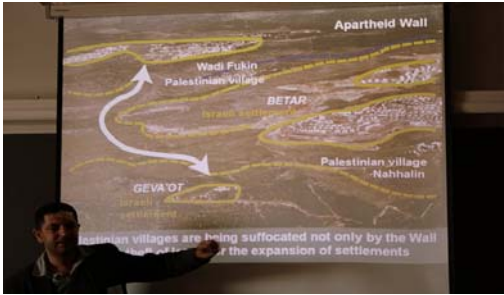 Apartheid Wall
Wadi Fukin
Palestinian village
BETAR
Israeli settlement
Palestinian village
Nahhalin
GEVA'OT
israeli
settlement
estinian villages are being suffocated not only by the Wall
the expansion of settlements